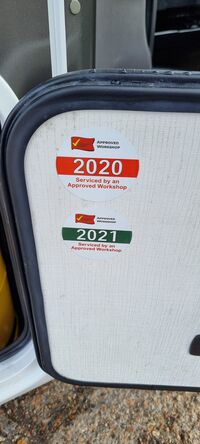 APPROVED
WORKSHOP
2020
Serviced by an
Approved Workshop
APPROVED
WORKSHOP
2021
Serviced by an
Approved Workshop